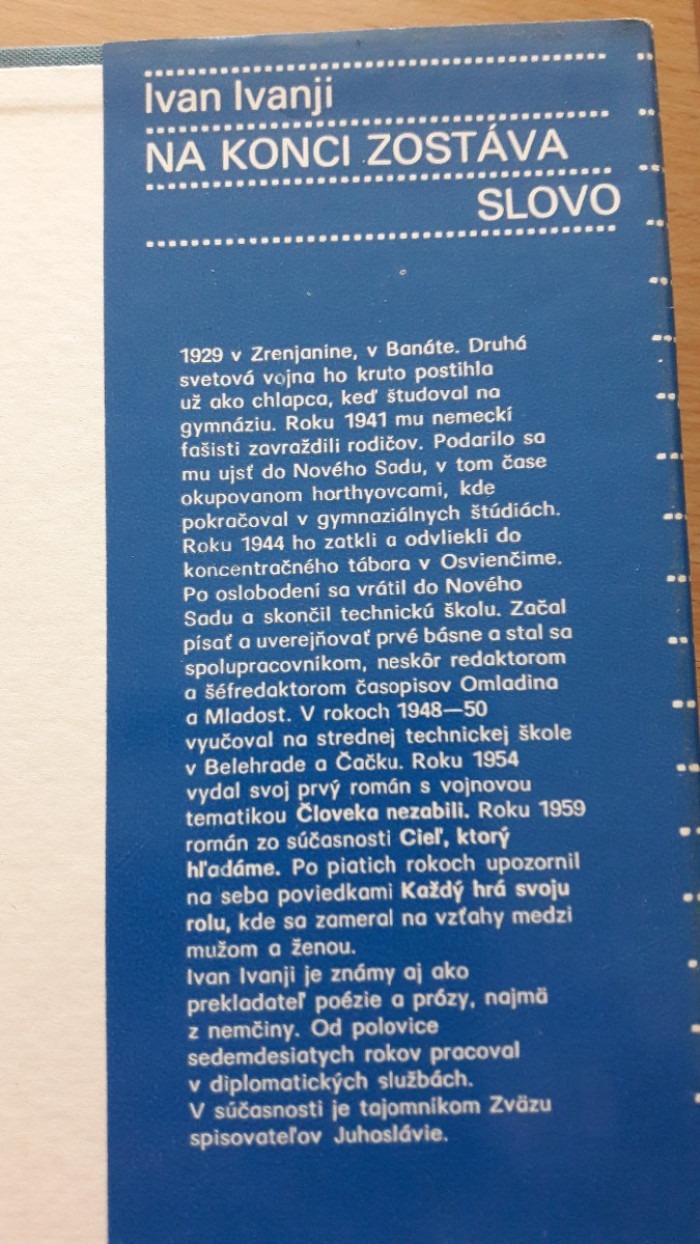 Ivan Ivanji
NA KONCI ZOSTÁVA
SLOVO
1929 v Zrenjanine, v Banáte. Druhá
svetová vojna ho kruto postihla
už ako chlapca, keď študoval na
gymnáziu. Roku 1941 mu nemeckí
fašisti zavraždili rodičov. Podarilo sa
mu ujsť do Nového Sadu, v tom čase
okupovanom horthyovcami, kde
pokračoval v gymnaziálnych štúdiách.
Roku 1944 ho zatkli a odvliekli do
koncentračného tábora v Osvienčime.
Po oslobodení sa vrátil do Nového
Sadu a skončil technickú školu. Začal
písať a uverejňovať prvé básne a stal sa
spolupracovníkom, neskôr redaktorom
a šéfredaktorom časopisov Omladina
a Mladost. V rokoch 1948—50
vyučoval na strednej technickej škole
v Belehrade a Čačku. Roku 1954
vydal svoj prvý román s vojnovou
tematikou Človeka nezabili. Roku 1959
román zo súčasnosti Cieľ, ktorý
hľadáme. Po piatich rokoch upozornil
na seba poviedkami Každý hrá svoju
rolu, kde sa zameral na vzťahy medzi
mužom a ženou.
Ivan Ivanji je známy aj ako
prekladateľ poézie a prózy, najmä
z nemčiny. Od polovice
sedemdesiatych rokov pracoval
v diplomatických službách.
V súčasnosti je tajomníkom Zväzu
spisovateľov Juhoslávie.